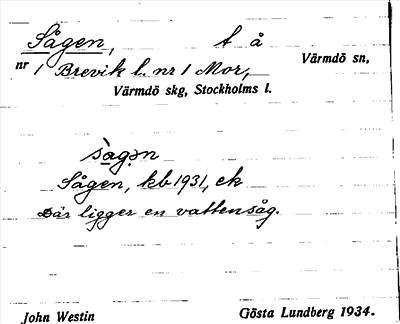 Sågen, t å Värmdö sn,
nr 1 Brevik l. nr 1 Mor,
Värmdö skg, Stockholms l.
sågən
Sågen, kb 1931, ek
Där ligger en vattensåg.
John Westin Gösta Lundberg 1934.